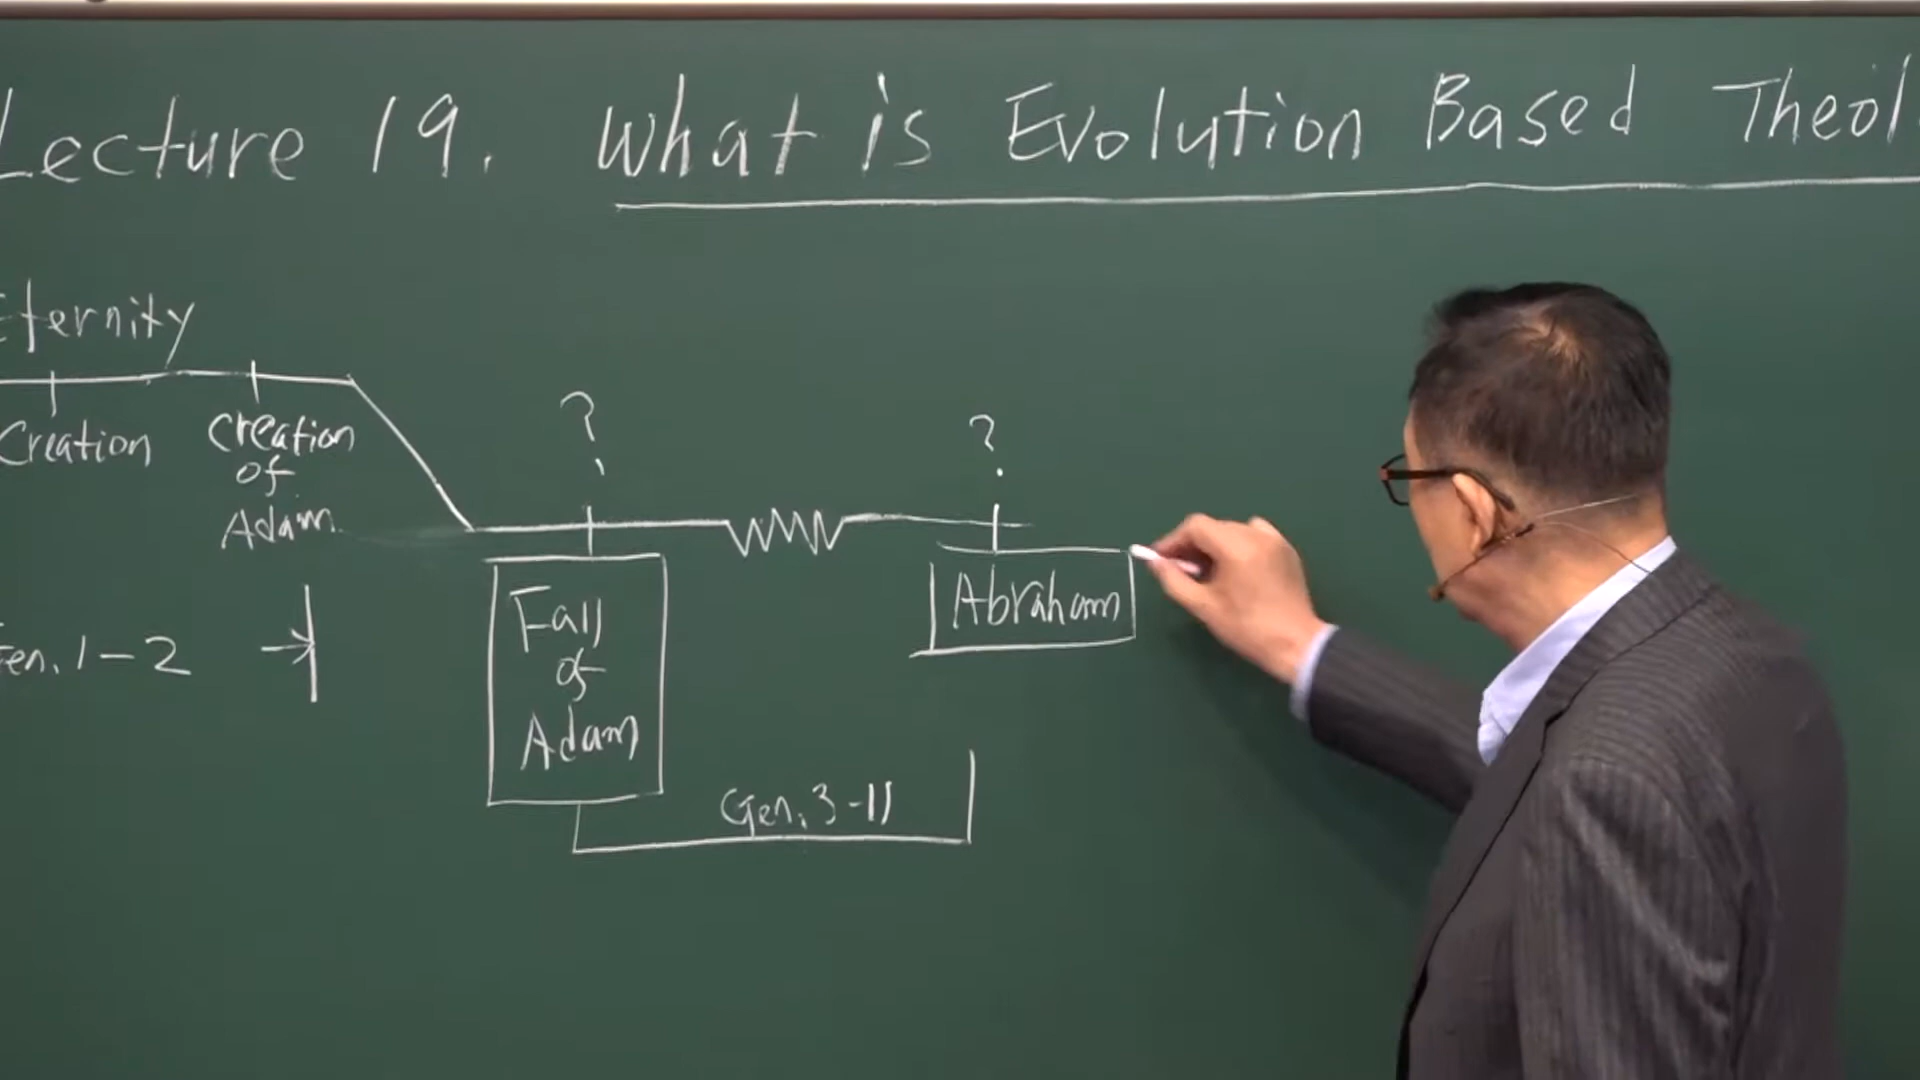 Lecture 19. What is Evolution Based Theol
Eternity
Creation
Creation
of
Adam
?
?
Gen. 1-2
Fall
of
Adam
Abraham
Gen. 3-11